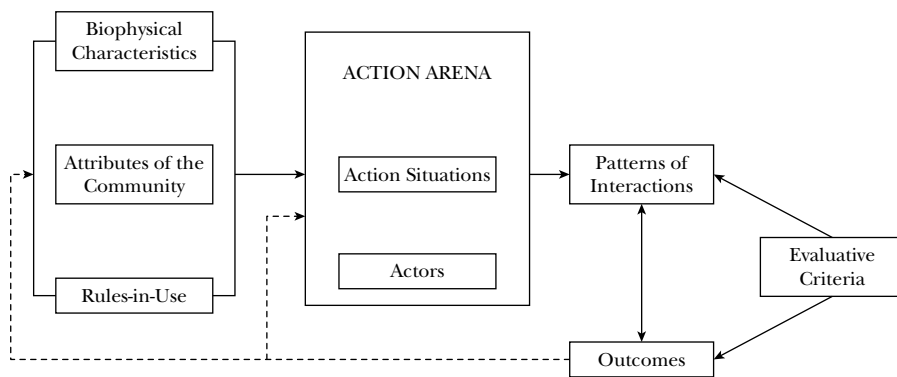 Biophysical
Characteristics
Attributes of the
Community
Rules-in-Use
ACTION ARENA
Action Situations
Actors
Patterns of
Interactions
Outcomes
Evaluative
Criteria